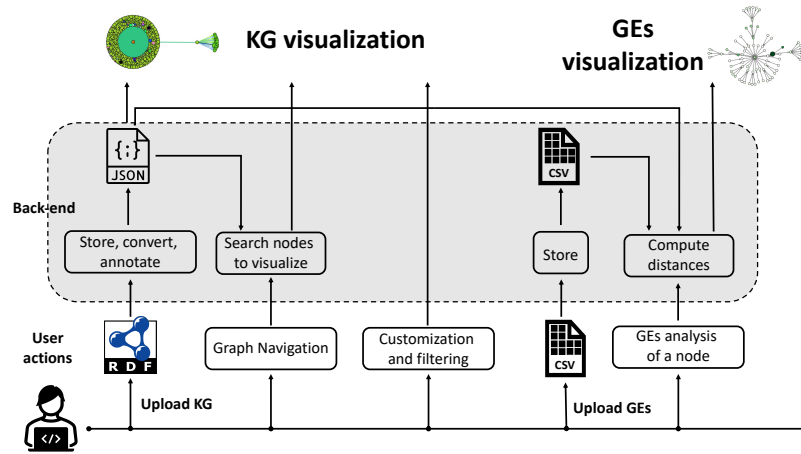 KG visualization
GEs
visualization
{;}
JSON
CSV
Back-end
Store, convert,
annotate
Search nodes
to visualize
Store
Compute
distances
User
actions
RDF
Graph Navigation
Customization
and filtering
CSV
GEs analysis
of a node
Upload KG
Upload GEs
</>